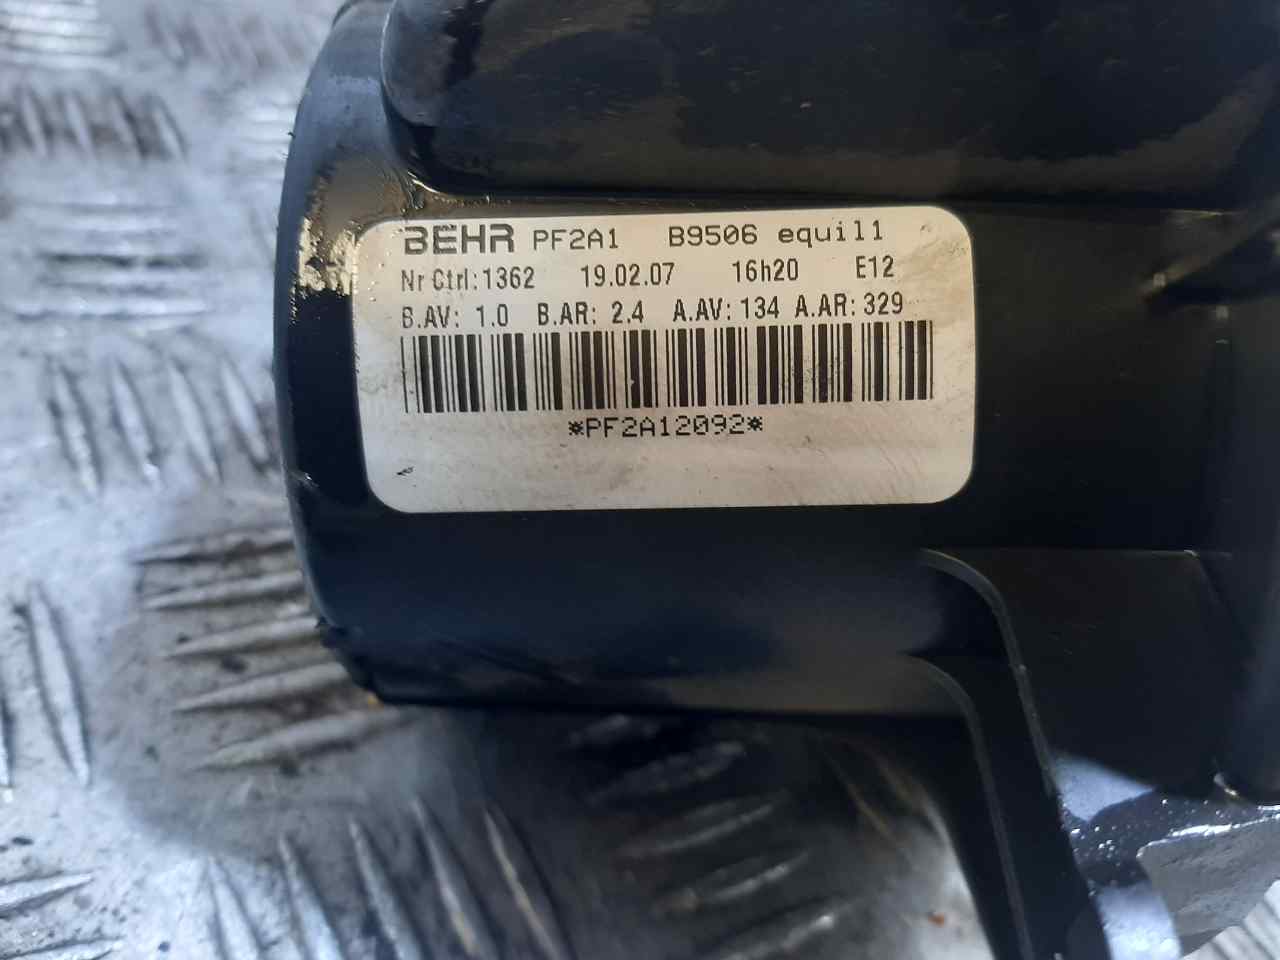 BEHR PF2A1 B9506 equil1
Nr Ctrl:1362 19.02.07 16h20 E12
B.AV: 1.0 B.AR: 2.4 A.AV: 134 A.AR: 329
*PF2A12092*